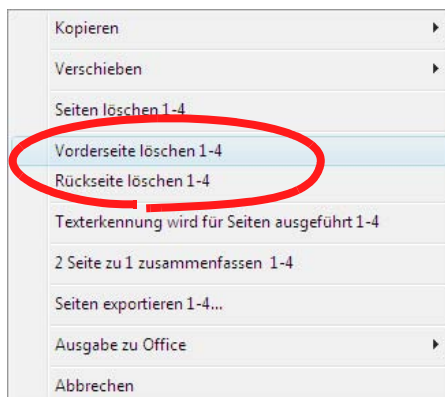 Kopieren
Verschieben
Seiten löschen 1-4
Vorderseite löschen 1-4
Rückseite löschen 1-4
Texterkennung wird für Seiten ausgeführt 1-4
2 Seite zu 1 zusammenfassen 1-4
Seiten exportieren 1-4...
Ausgabe zu Office
Abbrechen